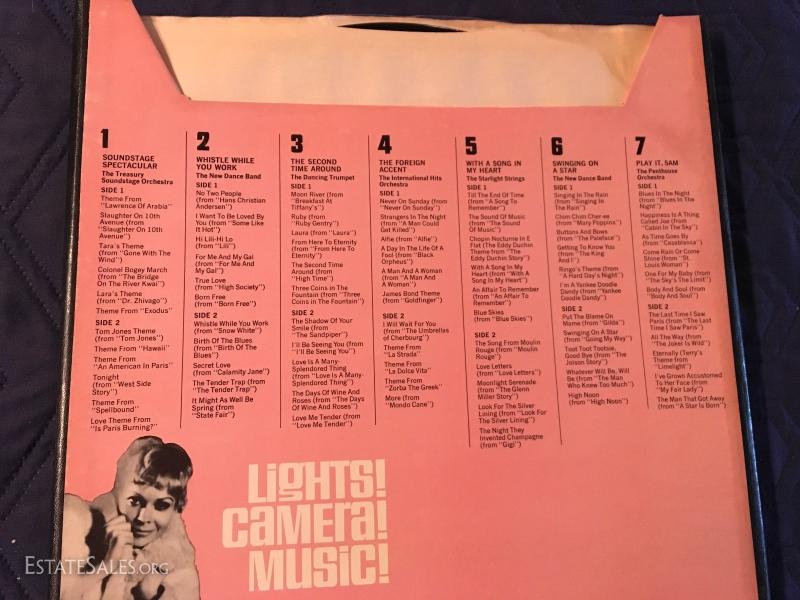 1
SOUNDSTAGE
SPECTACULAR
The Treasury
Soundstage Orchestra
SIDE 1
Theme From
"Lawrence Of Arabia"
Slaughter On 10th
Avenue (from
"Slaughter On 10th
Avenue")
Tara's Theme
(from "Gone With The
Wind")
Colonel Bogey March
(from "The Bridge
On The River Kwai")
Lara's Theme
(from "Dr. Zhivago")
Theme From "Exodus"
SIDE 2
Tom Jones Theme
(from "Tom Jones")
Theme From "Hawaii"
Theme From
"An American In Paris"
Tonight
(from "West Side
Story")
Theme From
"Spellbound"
Love Theme From
"Is Paris Burning?"
2
WHISTLE WHILE
YOU WORK
The New Dance Band
SIDE 1
No Two People
(from "Hans Christian
Andersen")
I Want To Be Loved By
You (from "Some Like
It Hot")
Hi Lili-Hi Lo
(from "Lili")
For Me And My Gal
(from "For Me And
My Gal")
True Love
(from "High Society")
Born Free
(from "Born Free")
SIDE 2
Whistle While You Work
(from "Snow White")
Birth Of The Blues
(from "Birth Of The
Blues")
Secret Love
(from "Calamity Jane")
The Tender Trap (from
"The Tender Trap")
It Might As Well Be
Spring (from
"State Fair")
3
THE SECOND
TIME AROUND
The Dancing Trumpet
SIDE 1
Moon River (from
"Breakfast At
Tiffany's")
Ruby (from
"Ruby Gentry")
Laura (from "Laura")
From Here To Eternity
(from "From Here To
Eternity")
The Second Time
Around (from
"High Time")
Three Coins in The
Fountain (from "Three
Coins in the Fountain")
SIDE 2
The Shadow Of Your
Smile (from
"The Sandpiper")
I'll Be Seeing You (from
"I'll Be Seeing You")
Love Is A Many-
Splendored Thing
(from "Love Is A Many-
Splendored Thing")
The Days Of Wine And
Roses (from "The Days
Of Wine And Roses")
Love Me Tender (from
"Love Me Tender")
4
THE FOREIGN
ACCENT
The International Hits
Orchestra
SIDE 1
Never On Sunday (from
"Never On Sunday")
Strangers In The Night
(from "A Man Could
Get Killed")
Alfie (from "Alfie")
A Day In The Life Of A
Fool (from "Black
Orpheus")
A Man And A Woman
(from "A Man And
A Woman")
James Bond Theme
(from "Goldfinger")
SIDE 2
I Will Wait For You
(from "The Umbrellas
of Cherbourg")
Theme From
"La Strada"
Theme From
"La Dolce Vita"
Theme From
"Zorba The Greek"
More (from
"Mondo Cane")
5
WITH A SONG IN
MY HEART
The Starlight Strings
SIDE 1
Till The End Of Time
(from "A Song To
Remember")
The Sound Of Music
(from "The Sound
Of Music")
Chopin Nocturne In E
Flat (The Eddy Duchin
Theme from "The
Eddy Duchin Story")
With A Song In My
Heart (from "With A
Song In My Heart")
An Affair To Remember
(from "An Affair To
Remember")
Blue Skies
(from "Blue Skies")
SIDE 2
The Song From Moulin
Rouge (from "Moulin
Rouge")
Love Letters
(from "Love Letters")
Moonlight Serenade
(from "The Glenn
Miller Story")
Look For The Silver
Lining (from "Look For
The Silver Lining")
The Night They
Invented Champagne
(from "Gigi")
6
SWINGING ON
A STAR
The New Dance Band
SIDE 1
Singing In The Rain
(from "Singing In
The Rain")
Chim Chim Cher-ee
(from "Mary Poppins")
Buttons And Bows
(from "The Paleface")
Getting To Know You
(from "The King
And I")
Ringo's Theme (from
"A Hard Day's Night")
I'm A Yankee Doodle
Dandy (from "Yankee
Doodle Dandy")
SIDE 2
Put The Blame On
Mame (from "Gilda")
Swinging On A Star
(from "Going My Way")
Toot Toot Tootsie,
Good Bye (from "The
Jolson Story")
Whatever Will Be, Will
Be (from "The Man
Who Knew Too Much")
High Noon
(from "High Noon")
7
PLAY IT, SAM
The Penthouse
Orchestra
SIDE 1
Blues In The Night
(from "Blues In The
Night")
Happiness Is A Thing
Called Joe (from
"Cabin In The Sky")
As Time Goes By
(from "Casablanca")
Come Rain Or Come
Shine (from "St.
Louis Woman")
One For My Baby (from
"The Sky's The Limit")
Body And Soul (from
"Body And Soul")
SIDE 2
The Last Time I Saw
Paris (from "The Last
Time I Saw Paris")
All The Way (from
"The Joker Is Wild")
Eternally (Terry's
Theme from
"Limelight")
I've Grown Accustomed
To Her Face (from
"My Fair Lady")
The Man That Got Away
(from "A Star Is Born")
LIGHTS!
CAMERA!
MUSIC!
ESTATESALES.ORG